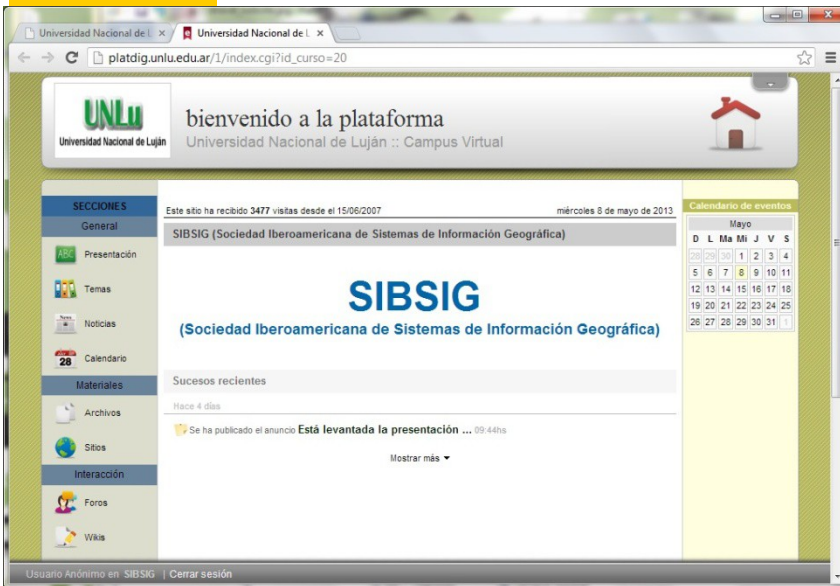 Universidad Nacional de L
Universidad Nacional de L
platdig.unlu.edu.ar/1/index.cgi?id_curso=20
UNLu
Universidad Nacional de Luján
bienvenido a la plataforma
Universidad Nacional de Luján :: Campus Virtual
SECCIONES
General
ABC Presentación
Temas
Noticias
28 Calendario
Materiales
Archivos
Sitios
Interacción
Foros
Wikis
Este sitio ha recibido 3477 visitas desde el 15/06/2007 miércoles 8 de mayo de 2013
SIBSIG (Sociedad Iberoamericana de Sistemas de Información Geográfica)
SIBSIG
(Sociedad Iberoamericana de Sistemas de Información Geográfica)
Sucesos recientes
Hace 4 días
Se ha publicado el anuncio Está levantada la presentación ... 09:44hs
Mostrar más
Calendario de eventos
Mayo
D L Ma Mi J V S
28 29 30 1 2 3 4
5 6 7 8 9 10 11
12 13 14 15 16 17 18
19 20 21 22 23 24 25
26 27 28 29 30 31 1
Usuario Anónimo en SIBSIG | Cerrar sesión